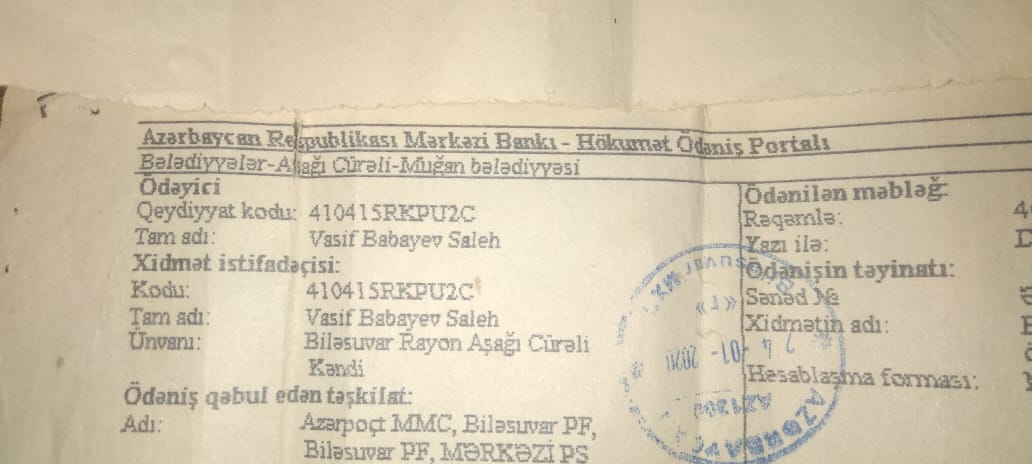 Azərbaycan Respublikası Mərkəzi Bankı - Hökumət Ödəniş Portalı
Bələdiyyələr-Aşağı Cürəli-Muğan bələdiyyəsi
Ödəyici
Qeydiyyat kodu: 410415RKPU2C
Tam adı: Vasif Babayev Saleh
Xidmət istifadəçisi:
Kodu: 410415RKPU2C
Tam adı: Vasif Babayev Saleh
Ünvanı: Biləsuvar Rayon Aşağı Cürəli
Kəndi
Ödəniş qəbul edən təşkilat:
Adı: Azərpoçt MMC, Biləsuvar PF,
Biləsuvar PF, MƏRKƏZİ PS
Ödənilən məbləğ:
Rəqəmlə:
Yazı ilə:
Ödənişin təyinatı:
Sənəd №
Xidmətin adı:
Hesablaşma forması:
24-01-2020